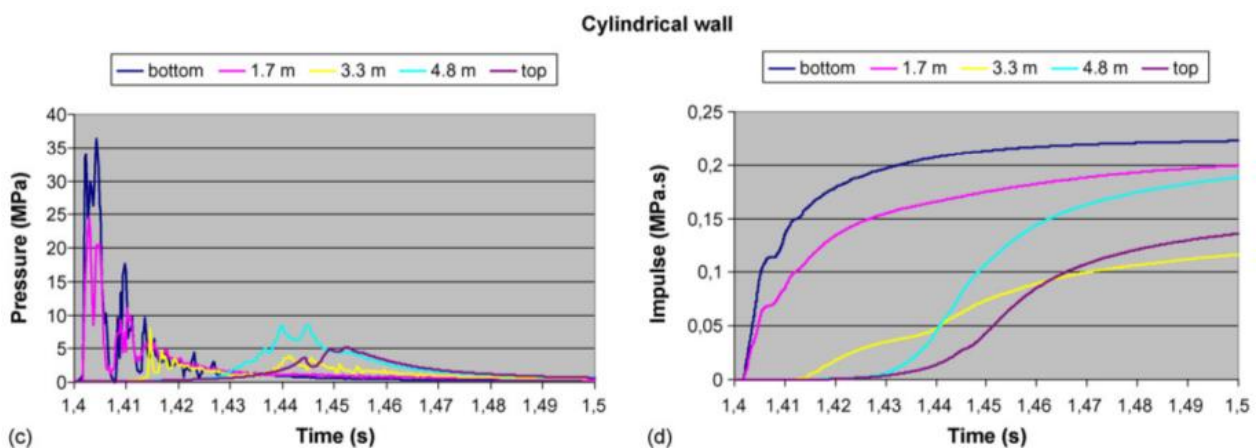 Cylindrical wall
bottom 1.7 m 3.3 m 4.8 m top
Pressure (MPa)
40
35
30
25
20
15
10
5
0
1,4 1,41 1,42 1,43 1,44 1,45 1,46 1,47 1,48 1,49 1,5
(c) Time (s)
bottom 1.7 m 3.3 m 4.8 m top
Impulse (MPa.s)
0,25
0,2
0,15
0,1
0,05
0
1,4 1,41 1,42 1,43 1,44 1,45 1,46 1,47 1,48 1,49 1,5
(d) Time (s)